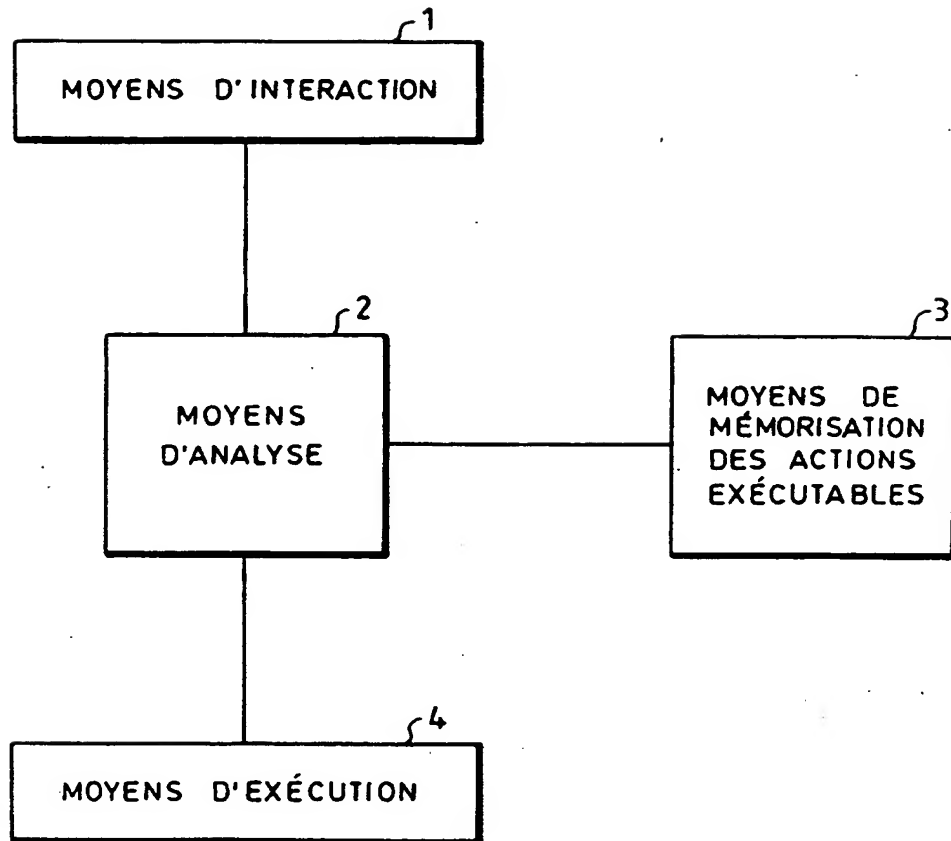 1
MOYENS D'INTERACTION
2
MOYENS
D'ANALYSE
3
MOYENS DE
MÉMORISATION
DES ACTIONS
EXÉCUTABLES
4
MOYENS D'EXÉCUTION